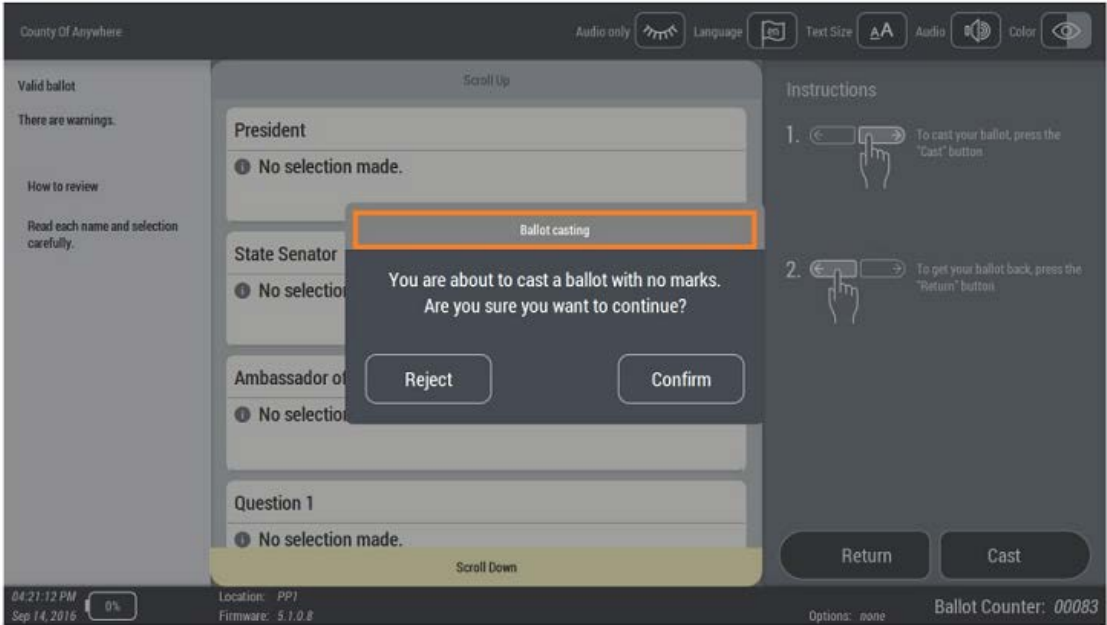 County Of Anywhere
Audio only
Language
en
Text Size
AA
Audio
Color
Valid ballot
There are warnings.
How to review
Read each name and selection
carefully.
Scroll Up
President
No selection made.
State Senator
No selection
Ambassador of
No selection
Question 1
No selection made.
Scroll Down
Ballot casting
You are about to cast a ballot with no marks.
Are you sure you want to continue?
Reject
Confirm
Instructions
1.
To cast your ballot, press the
"Cast" button
2.
To get your ballot back, press the
"Return" button
Return
Cast
04:21:12 PM
Sep 14, 2016
0%
Location: PP1
Firmware: 5.1.0.8
Options: none
Ballot Counter: 00083